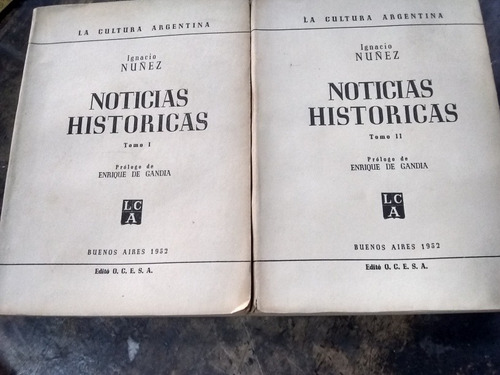 LA CULTURA ARGENTINA
Ignacio
NUÑEZ
NOTICIAS
HISTORICAS
Tomo I
Prólogo de
ENRIQUE DE GANDIA
LC
A
BUENOS AIRES 1952
Editó O. C. E. S. A.
LA CULTURA ARGENTINA
Ignacio
NUÑEZ
NOTICIAS
HISTORICAS
Tomo II
Prólogo de
ENRIQUE DE GANDIA
LC
A
BUENOS AIRES 1952
Editó O. C. E. S. A.